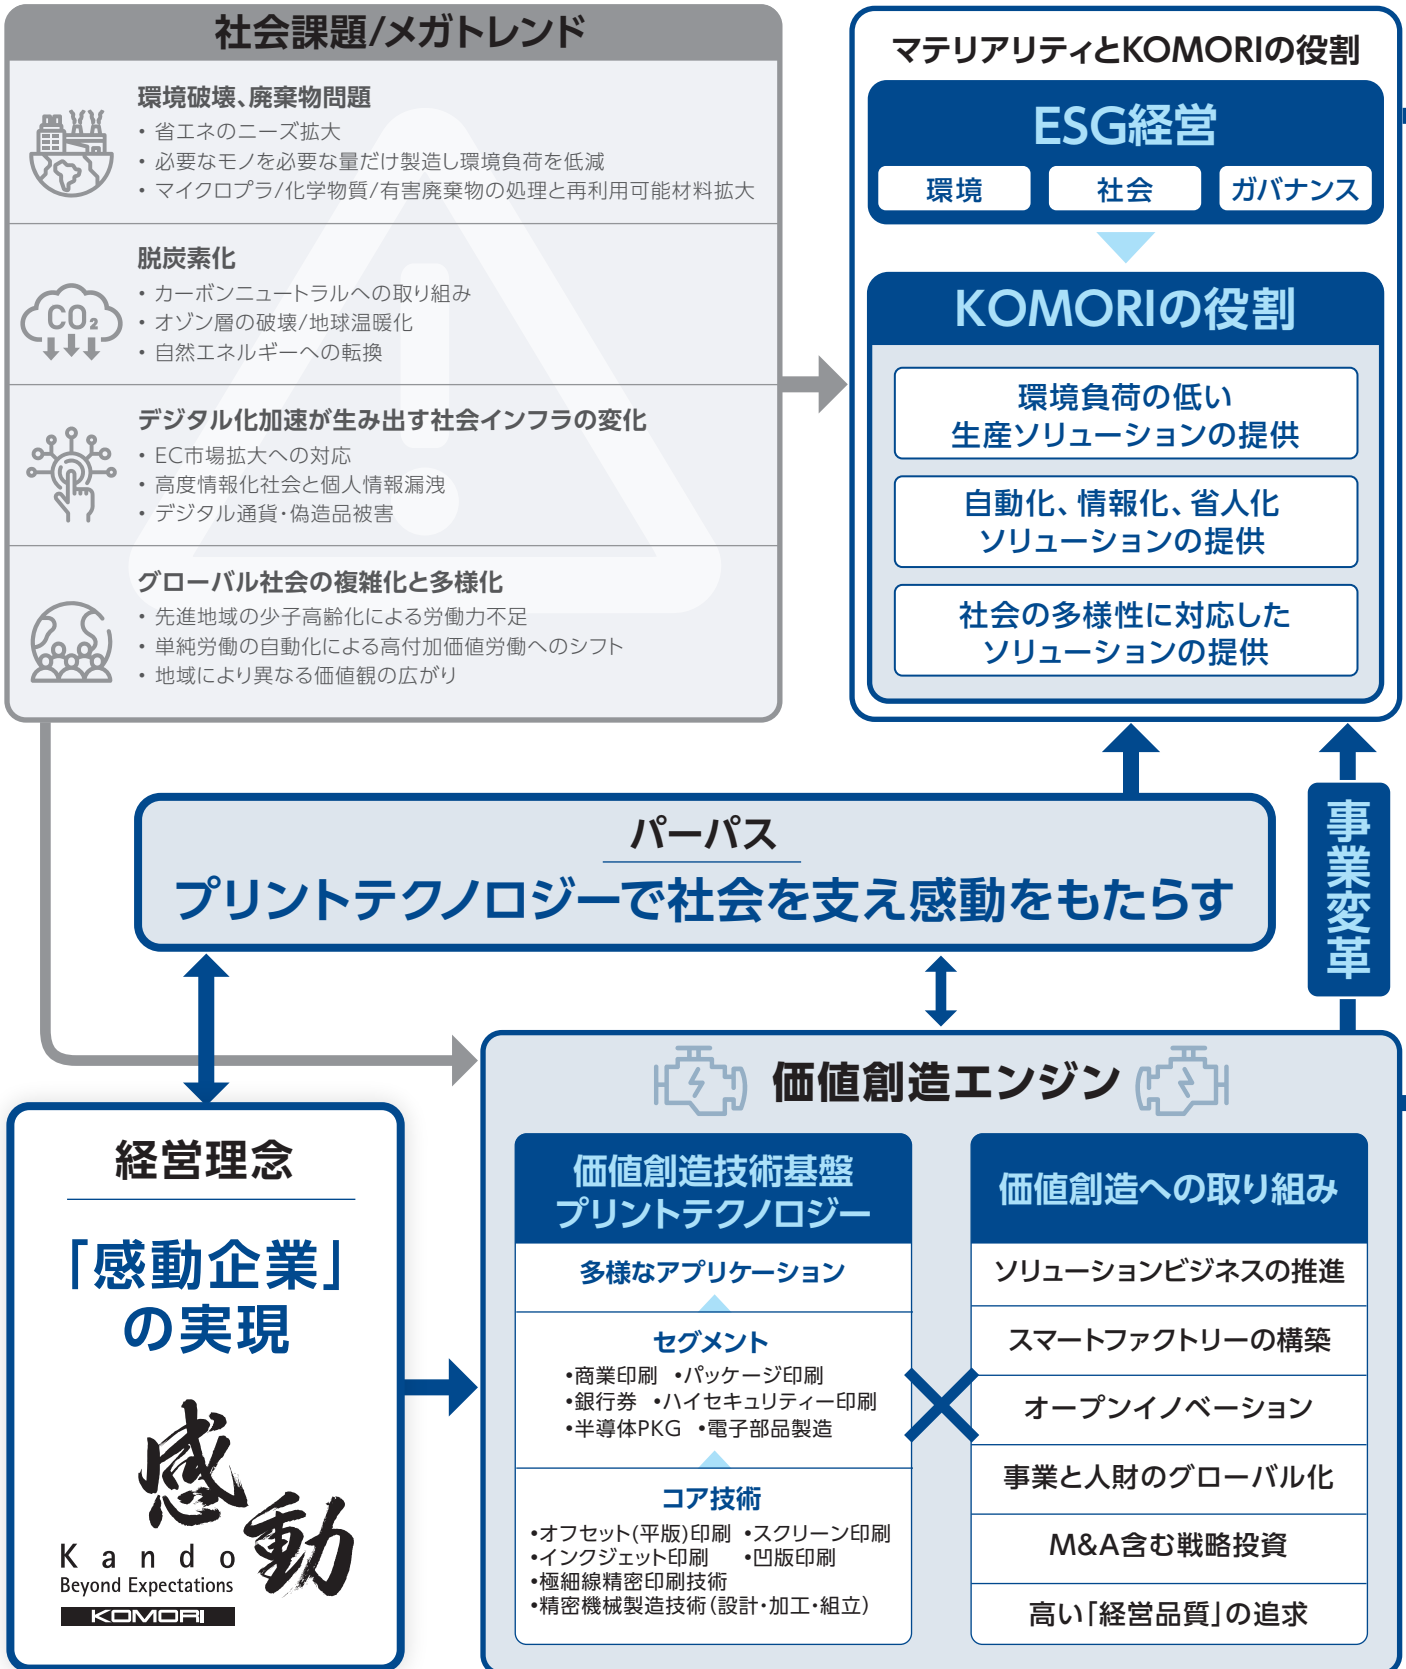 社会課題/メガトレンド
環境破壊、廃棄物問題
・省エネのニーズ拡大
・必要なモノを必要な量だけ製造し環境負荷を低減
・マイクロプラ/化学物質/有害廃棄物の処理と再利用可能材料拡大
脱炭素化
CO₂
・カーボンニュートラルへの取り組み
・オゾン層の破壊/地球温暖化
・自然エネルギーへの転換
デジタル化加速が生み出す社会インフラの変化
・EC市場拡大への対応
・高度情報化社会と個人情報漏洩
・デジタル通貨・偽造品被害
グローバル社会の複雑化と多様化
・先進地域の少子高齢化による労働力不足
・単純労働の自動化による高付加価値労働へのシフト
・地域により異なる価値観の広がり
マテリアリティとKOMORIの役割
ESG経営
環境 社会 ガバナンス
KOMORIの役割
環境負荷の低い
生産ソリューションの提供
自動化、情報化、省人化
ソリューションの提供
社会の多様性に対応した
ソリューションの提供
パーパス
プリントテクノロジーで社会を支え感動をもたらす
事業変革
経営理念
「感動企業」
の実現
感動
Kando
Beyond Expectations
KOMORI
価値創造エンジン
価値創造技術基盤
プリントテクノロジー
多様なアプリケーション
セグメント
•商業印刷 •パッケージ印刷
•銀行券 •ハイセキュリティー印刷
•半導体PKG •電子部品製造
コア技術
•オフセット(平版)印刷 •スクリーン印刷
•インクジェット印刷 •凹版印刷
•極細線精密印刷技術
•精密機械製造技術(設計・加工・組立)
価値創造への取り組み
ソリューションビジネスの推進
スマートファクトリーの構築
オープンイノベーション
事業と人財のグローバル化
M&A含む戦略投資
高い「経営品質」の追求